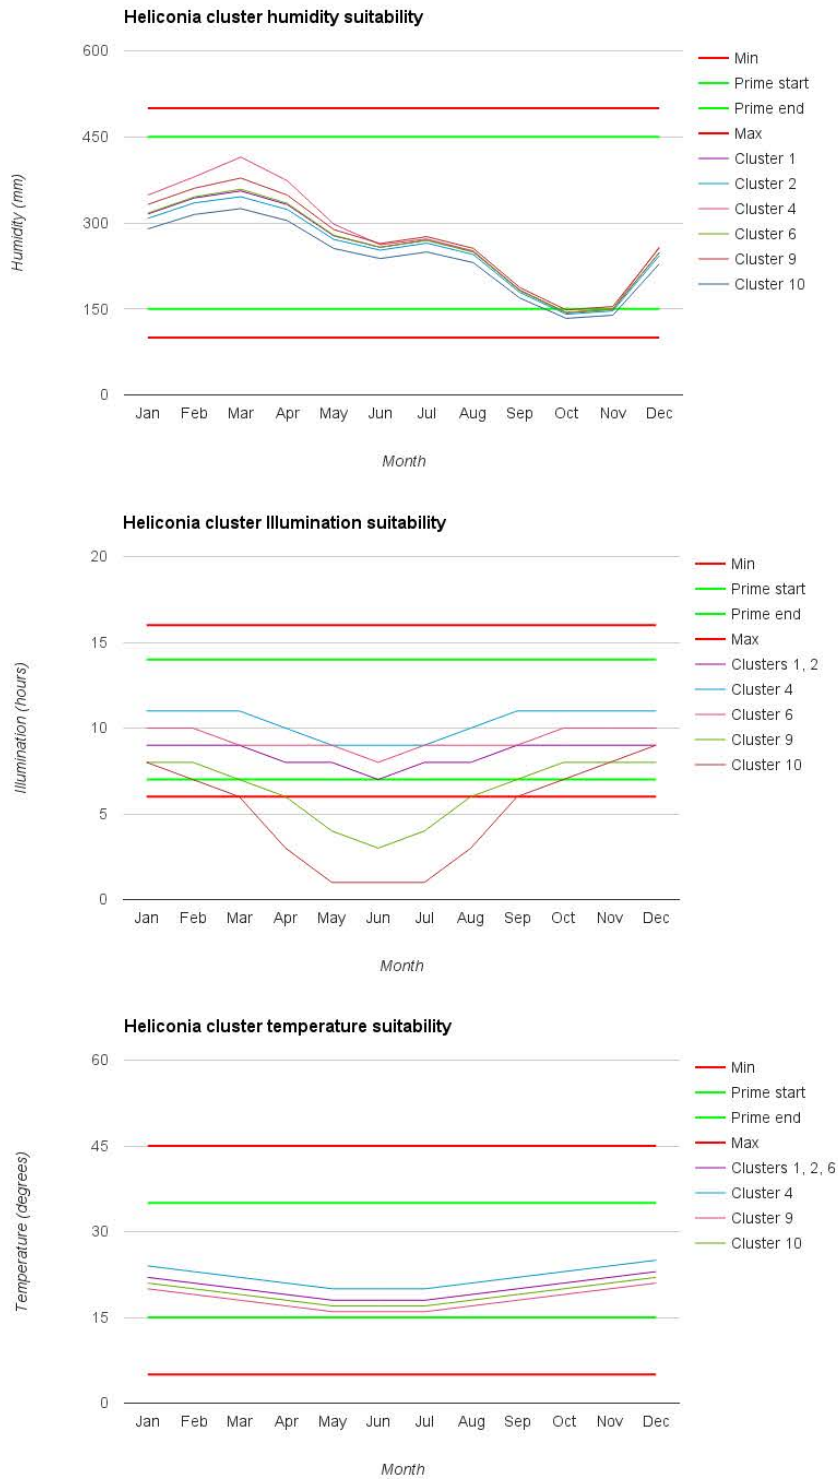 Heliconia cluster humidity suitability
600
450
300
150
0
Humidity (mm)
Jan Feb Mar Apr May Jun Jul Aug Sep Oct Nov Dec
Month
Min
Prime start
Prime end
Max
Cluster 1
Cluster 2
Cluster 4
Cluster 6
Cluster 9
Cluster 10
Heliconia cluster Illumination suitability
20
15
10
5
0
Illumination (hours)
Jan Feb Mar Apr May Jun Jul Aug Sep Oct Nov Dec
Month
Min
Prime start
Prime end
Max
Clusters 1, 2
Cluster 4
Cluster 6
Cluster 9
Cluster 10
Heliconia cluster temperature suitability
60
45
30
15
0
Temperature (degrees)
Jan Feb Mar Apr May Jun Jul Aug Sep Oct Nov Dec
Month
Min
Prime start
Prime end
Max
Clusters 1, 2, 6
Cluster 4
Cluster 9
Cluster 10